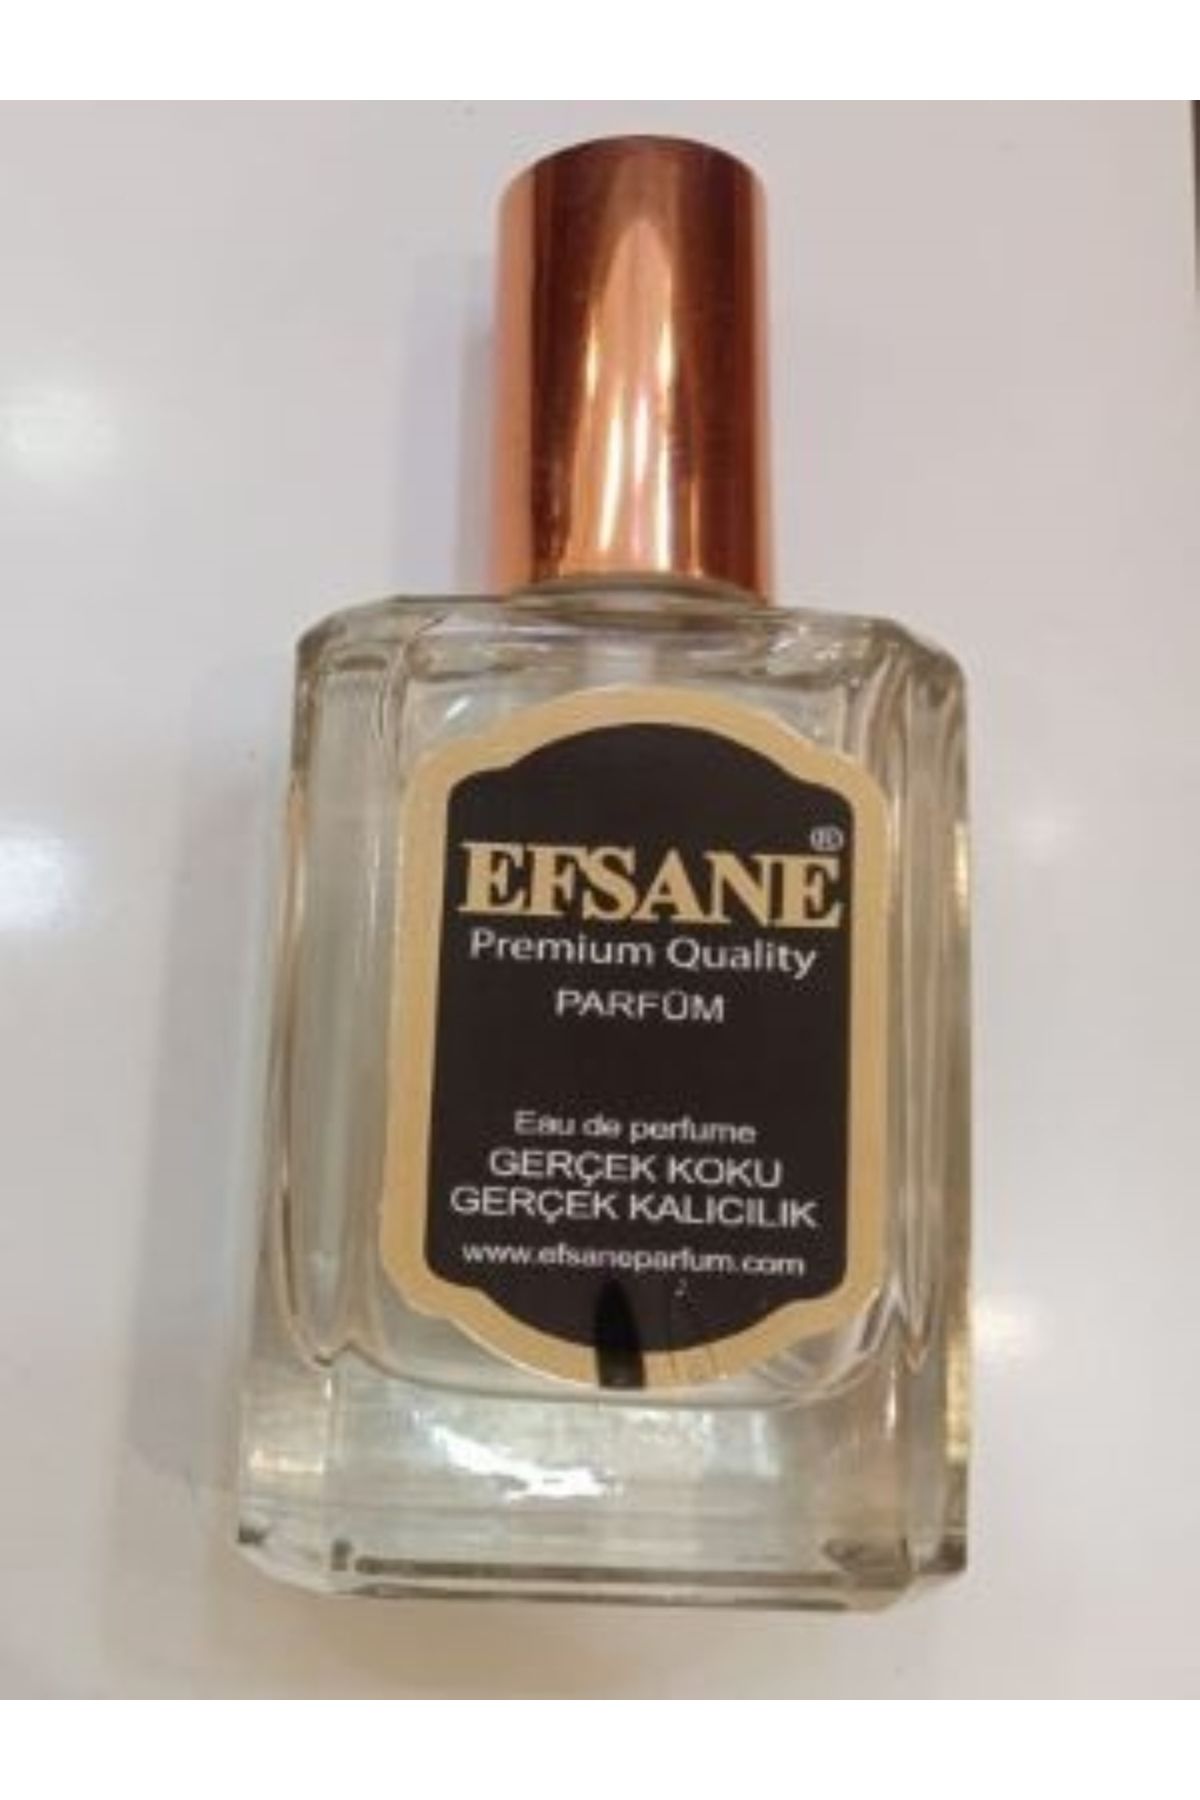 EFSANE®
Premium Quality
PARFÜM
Eau de perfume
GERÇEK KOKU
GERÇEK KALICILIK
www.efsaneparfum.com